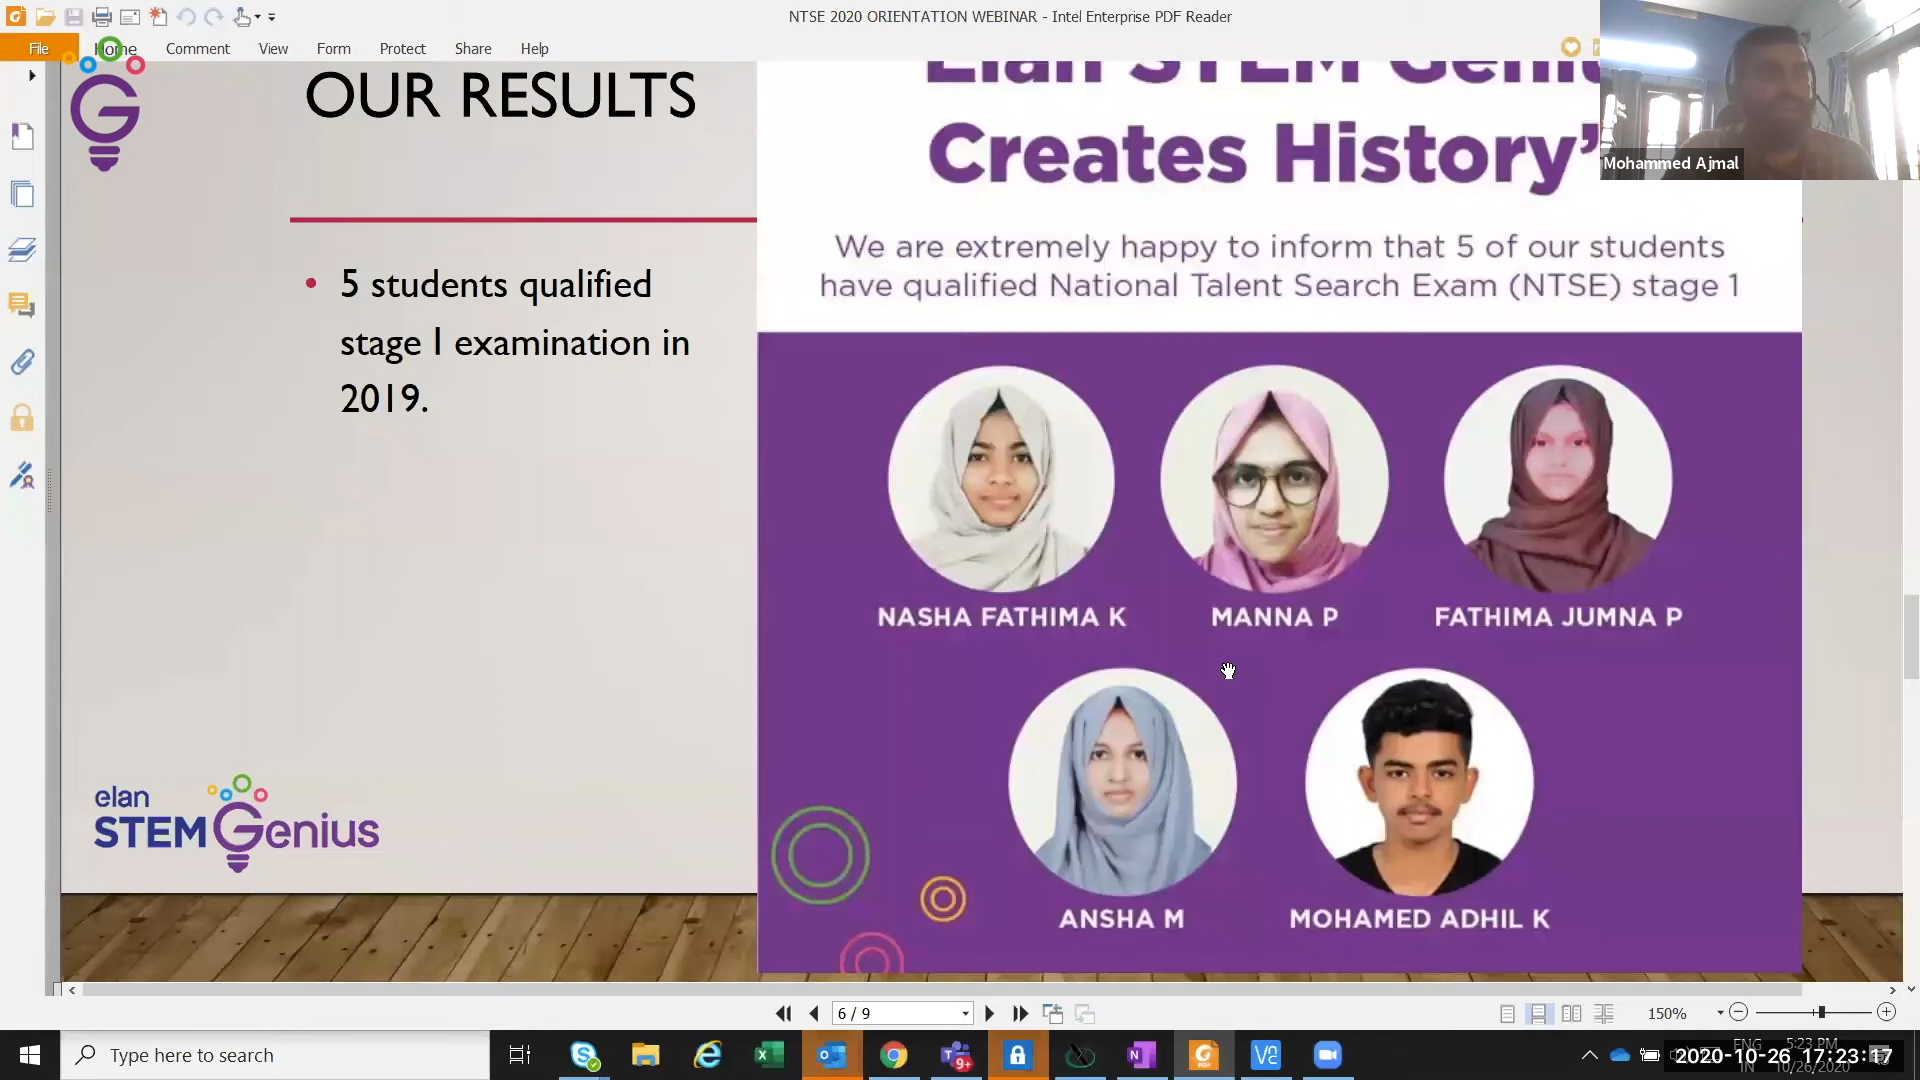 NTSE 2020 ORIENTATION WEBINAR - Intel Enterprise PDF Reader
File Home Comment View Form Protect Share Help
OUR RESULTS
Elan STEM Geni
Creates History'
Mohammed Ajmal
We are extremely happy to inform that 5 of our students
have qualified National Talent Search Exam (NTSE) stage 1
• 5 students qualified
stage I examination in
2019.
NASHA FATHIMA K MANNA P FATHIMA JUMNA P
ANSHA M MOHAMED ADHIL K
elan
STEM Genius
6 / 9
150%
Type here to search
9+
ENG
IN
5:23 PM
10/26/2020
2020-10-26 17:23:17